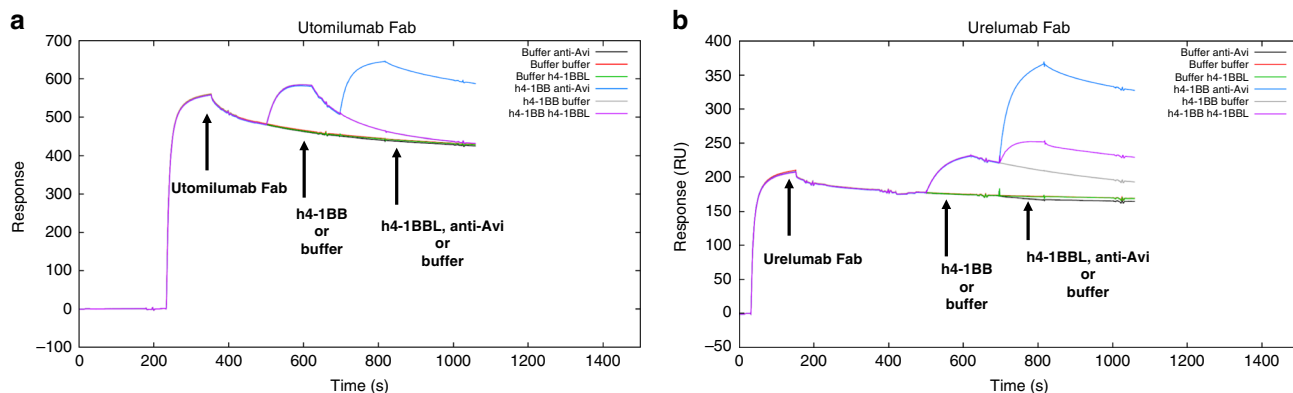 a
Utomilumab Fab
700
600
500
400
300
200
100
0
–100
Response
0
200
400
600
800
1000
1200
1400
Time (s)
Buffer anti-Avi
Buffer buffer
Buffer h4-1BBL
h4-1BB anti-Avi
h4-1BB buffer
h4-1BB h4-1BBL
Utomilumab Fab
h4-1BB
or
buffer
h4-1BBL, anti-Avi
or
buffer
b
Urelumab Fab
400
350
300
250
200
150
100
50
0
–50
Response (RU)
0
200
400
600
800
1000
1200
1400
Time (s)
Buffer anti-Avi
Buffer buffer
Buffer h4-1BBL
h4-1BB anti-Avi
h4-1BB buffer
h4-1BB h4-1BBL
Urelumab Fab
h4-1BB
or
buffer
h4-1BBL, anti-Avi
or
buffer